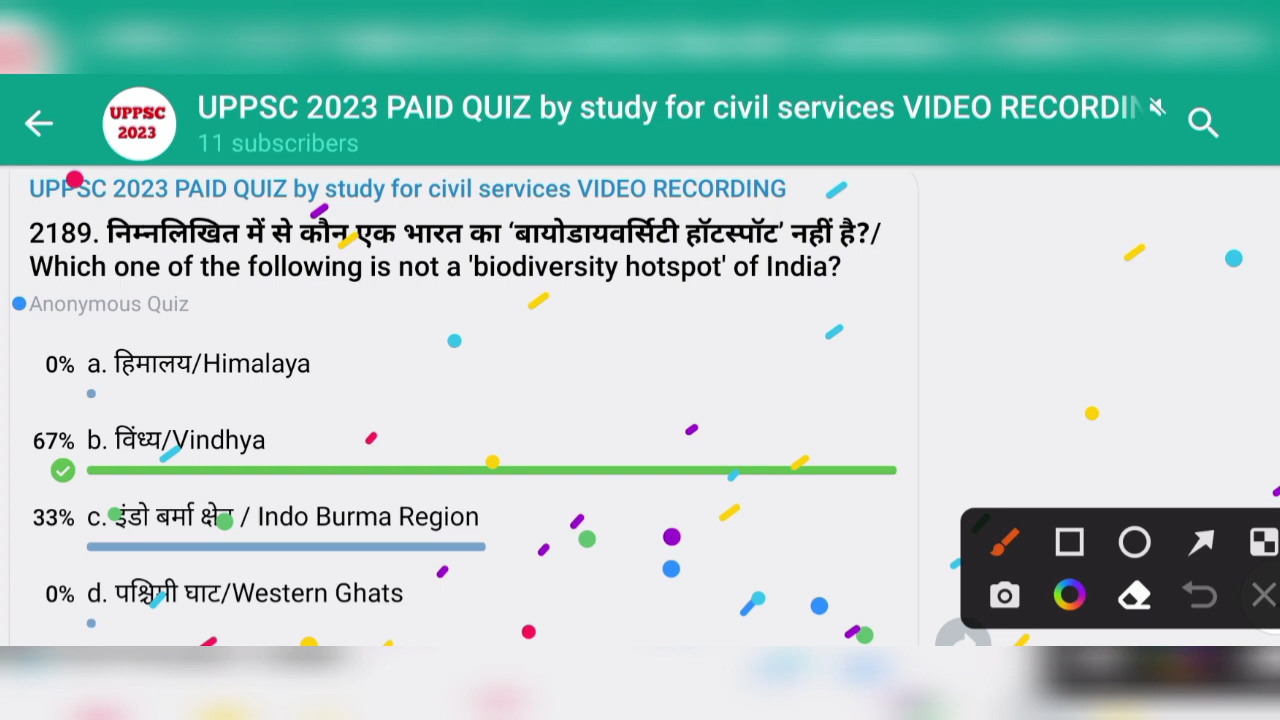 UPPSC 2023 PAID QUIZ by study for civil services VIDEO RECORDIN
UPPSC
2023
11 subscribers
UPPSC 2023 PAID QUIZ by study for civil services VIDEO RECORDING
2189. निम्नलिखित में से कौन एक भारत का ‘बायोडायवर्सिटी हॉटस्पॉट’ नहीं है?/
Which one of the following is not a 'biodiversity hotspot' of India?
Anonymous Quiz
0% a. हिमालय/Himalaya
67% b. विंध्य/Vindhya
33% c. इंडो बर्मा क्षेत्र / Indo Burma Region
0% d. पश्चिमी घाट/Western Ghats